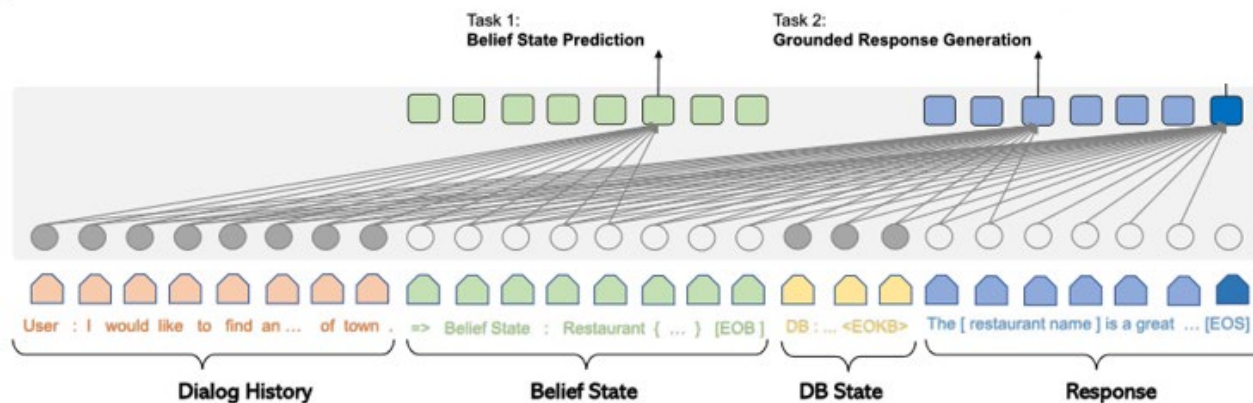 Task 1:
Belief State Prediction
Task 2:
Grounded Response Generation
User : I would like to find an ... of town .
=> Belief State : Restaurant { ... } [EOB ]
DB : ... <EOKB>
The [ restaurant name ] is a great ... [EOS]
Dialog History
Belief State
DB State
Response